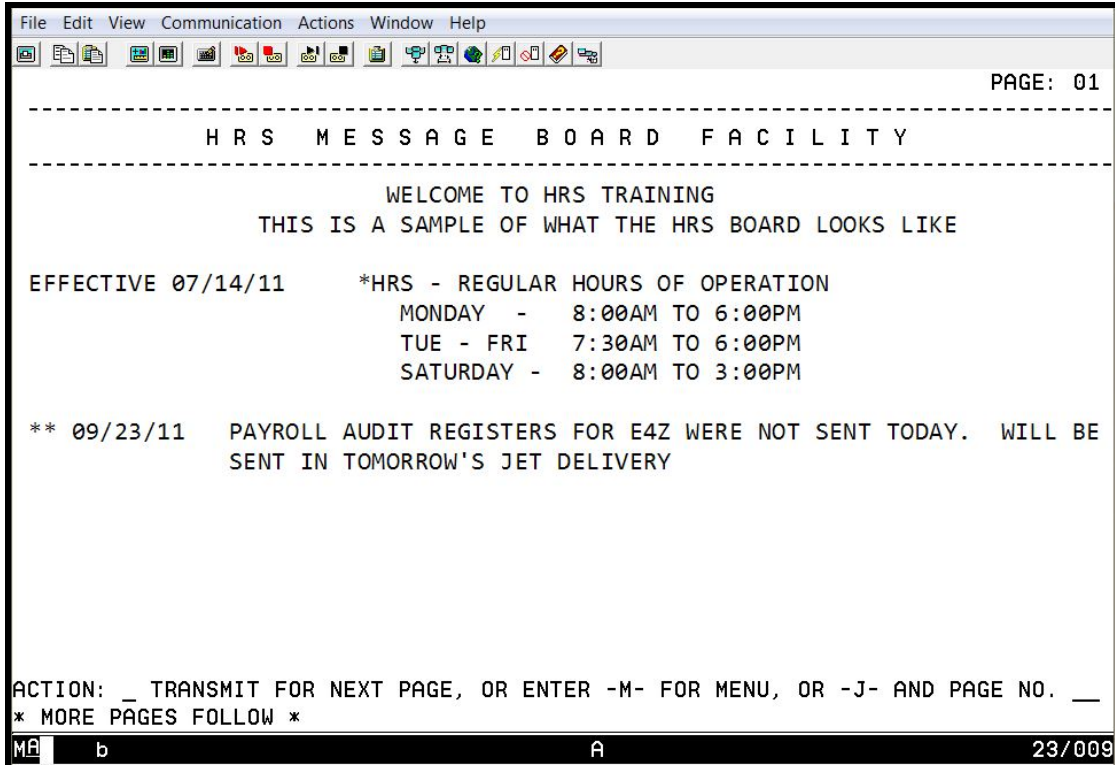 File Edit View Communication Actions Window Help
PAGE: 01
--------------------------------------------------------------------------------
H R S   M E S S A G E   B O A R D   F A C I L I T Y
--------------------------------------------------------------------------------
WELCOME TO HRS TRAINING
THIS IS A SAMPLE OF WHAT THE HRS BOARD LOOKS LIKE
EFFECTIVE 07/14/11 *HRS - REGULAR HOURS OF OPERATION
MONDAY - 8:00AM TO 6:00PM
TUE - FRI 7:30AM TO 6:00PM
SATURDAY - 8:00AM TO 3:00PM
** 09/23/11 PAYROLL AUDIT REGISTERS FOR E4Z WERE NOT SENT TODAY. WILL BE
SENT IN TOMORROW'S JET DELIVERY
ACTION: _ TRANSMIT FOR NEXT PAGE, OR ENTER -M- FOR MENU, OR -J- AND PAGE NO. __
* MORE PAGES FOLLOW *
MA b A 23/009